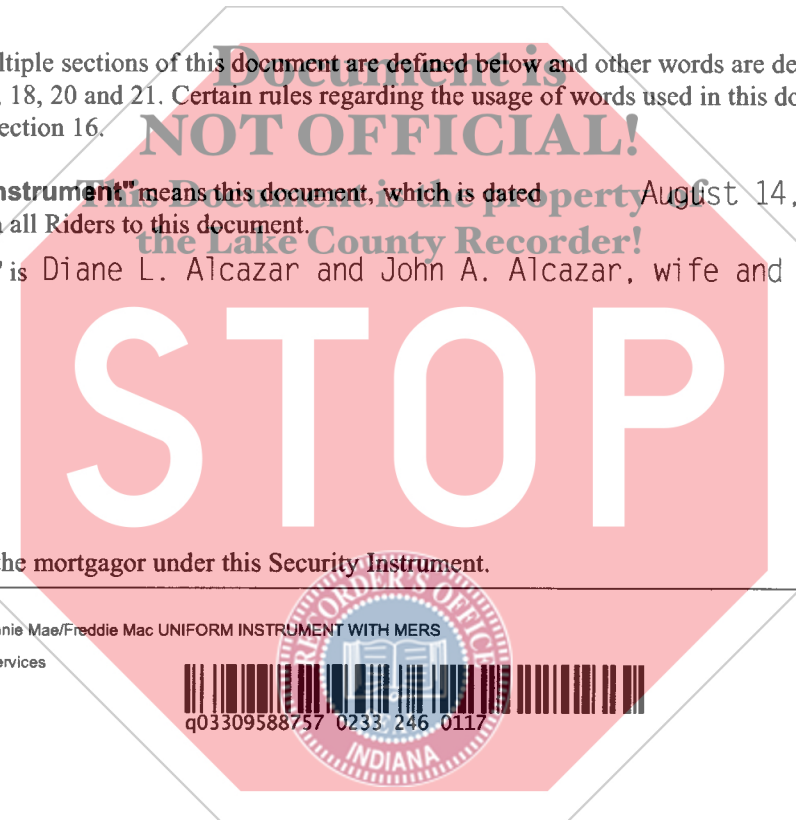 ltiple sections of this document are defined below and other words are de
, 18, 20 and 21. Certain rules regarding the usage of words used in this do
ection 16.
Document is
NOT OFFICIAL!
This Document is the property of
the Lake County Recorder!
nstrument" means this document, which is dated August 14,
all Riders to this document.
is Diane L. Alcazar and John A. Alcazar, wife and
STOP
he mortgagor under this Security Instrument.
nnie Mae/Freddie Mac UNIFORM INSTRUMENT WITH MERS
ervices
q03309588757 0233 246 0117
RECORDER'S OFFICE
INDIANA